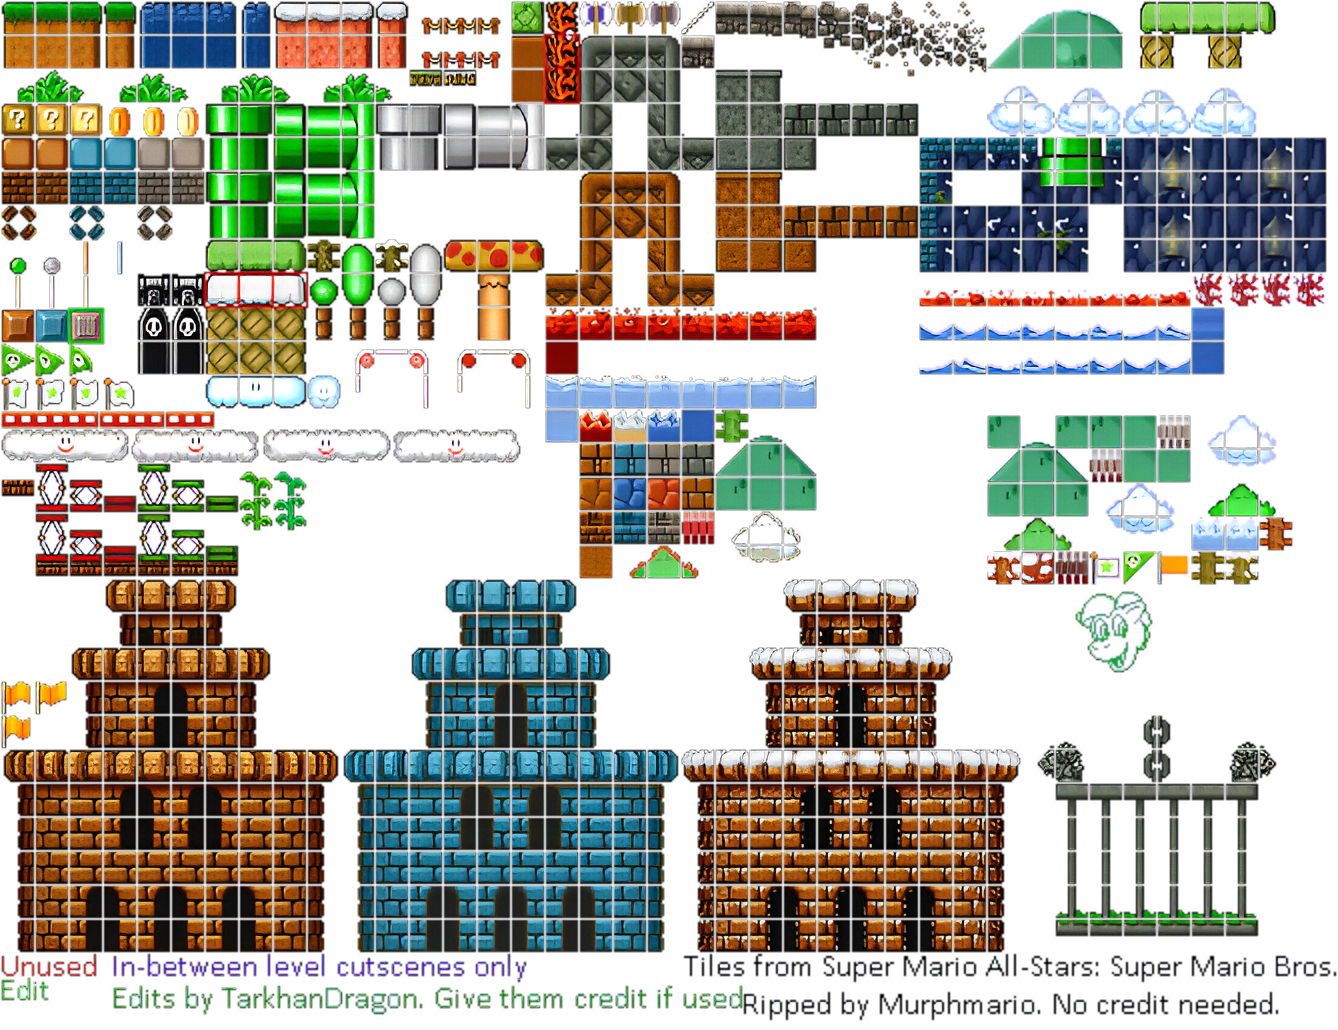 ? ? ?
Unused In-between level cutscenes only
Edit
Edits by TarkhanDragon. Give them credit if used
Tiles from Super Mario All-Stars: Super Mario Bros.
Ripped by Murphmario. No credit needed.